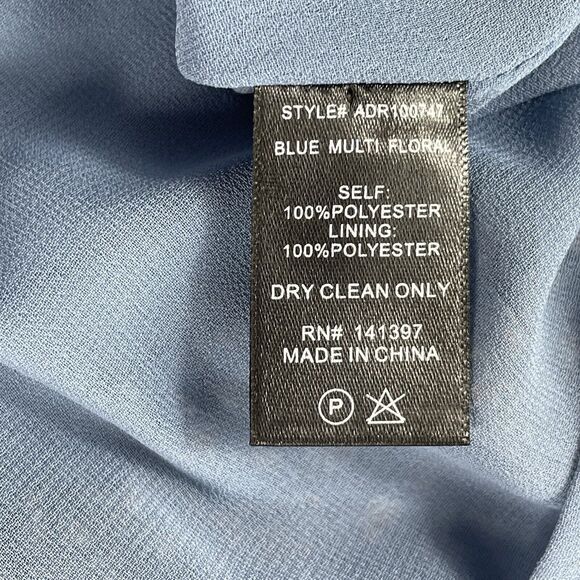 STYLE# ADR100747
BLUE MULTI FLORAL
SELF:
100%POLYESTER
LINING:
100%POLYESTER
DRY CLEAN ONLY
RN# 141397
MADE IN CHINA
P